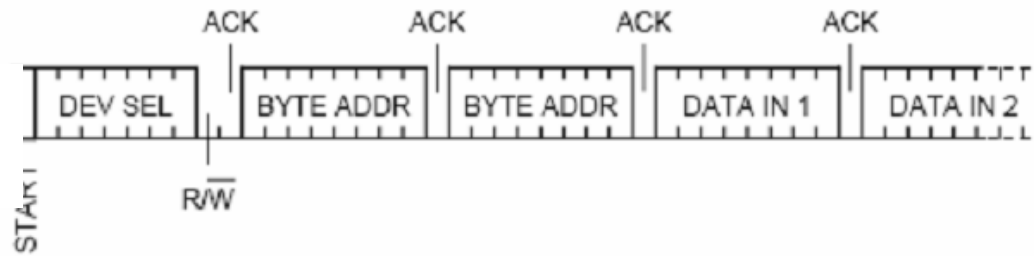 ACK ACK ACK ACK
DEV SEL BYTE ADDR BYTE ADDR DATA IN 1 DATA IN 2
R/W̅
START